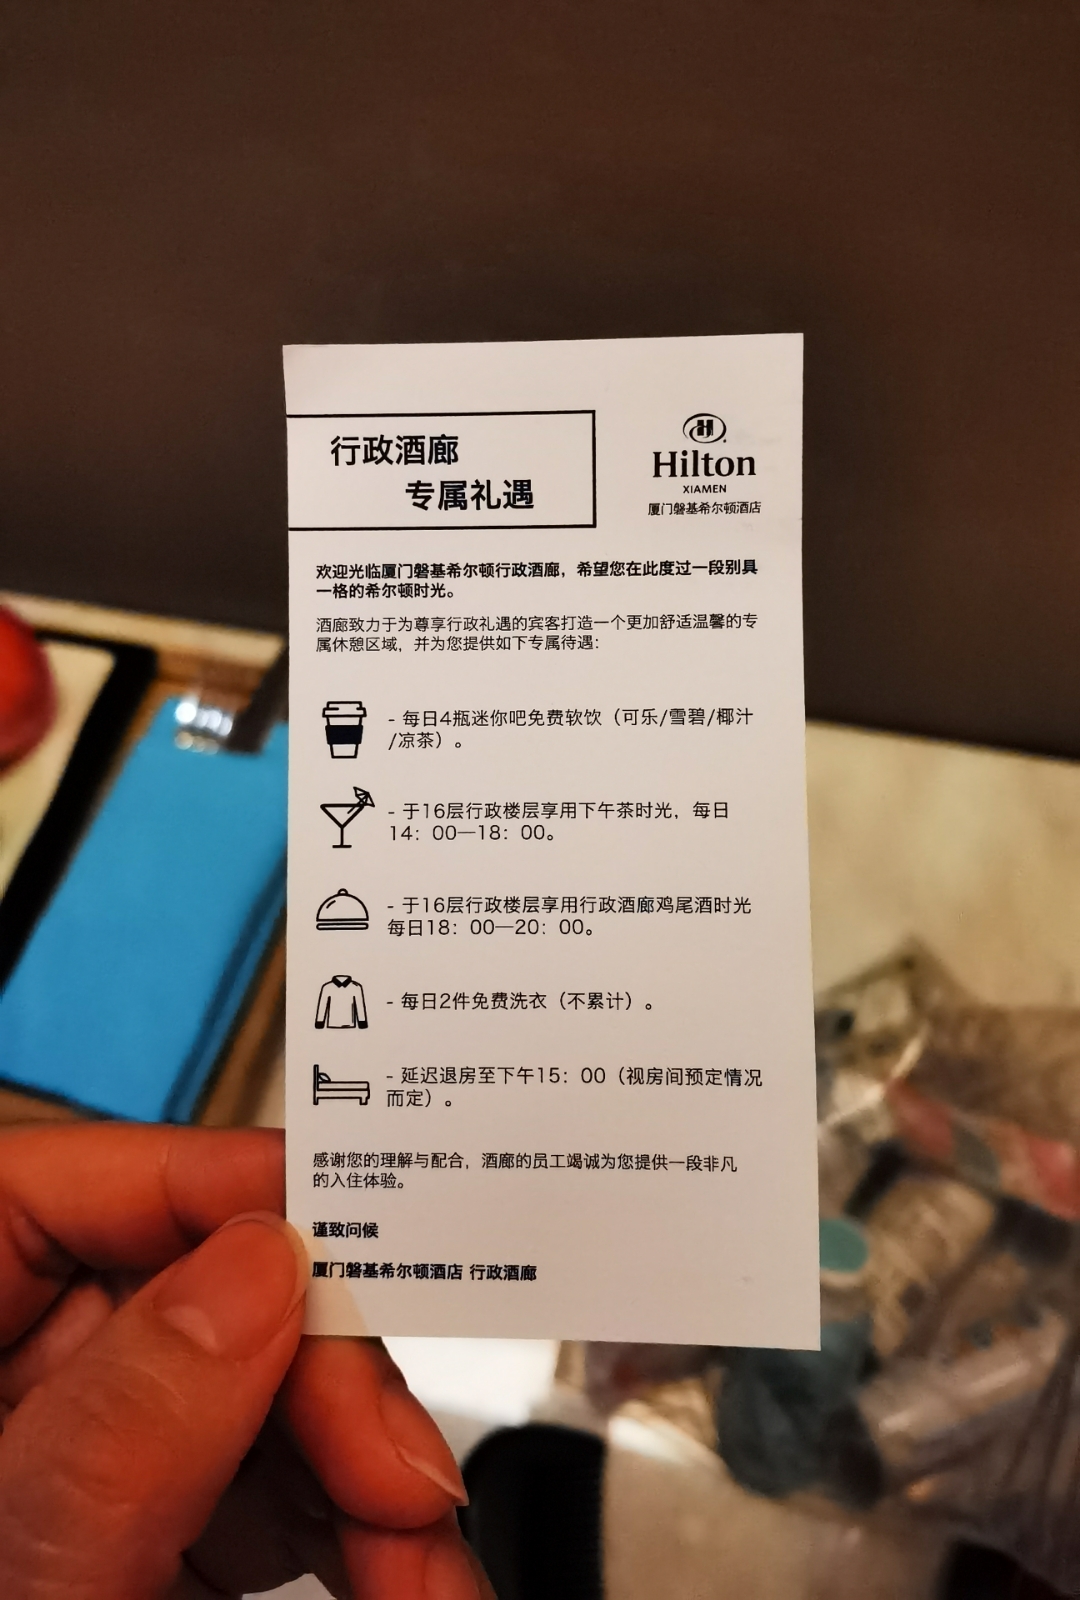 行政酒廊
专属礼遇
Hilton
XIAMEN
厦门磐基希尔顿酒店
欢迎光临厦门磐基希尔顿行政酒廊，希望您在此度过一段别具
一格的希尔顿时光。
酒廊致力于为尊享行政礼遇的宾客打造一个更加舒适温馨的专
属休憩区域，并为您提供如下专属待遇：
- 每日4瓶迷你吧免费软饮（可乐/雪碧/椰汁
/凉茶）。
- 于16层行政楼层享用下午茶时光，每日
14：00—18：00。
- 于16层行政楼层享用行政酒廊鸡尾酒时光
每日18：00—20：00。
- 每日2件免费洗衣（不累计）。
- 延迟退房至下午15：00（视房间预定情况
而定）。
感谢您的理解与配合，酒廊的员工竭诚为您提供一段非凡
的入住体验。
谨致问候
厦门磐基希尔顿酒店 行政酒廊